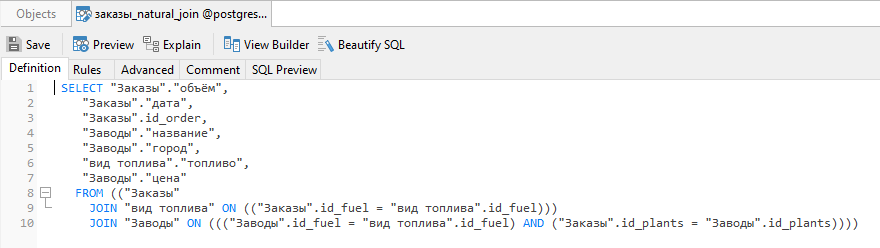 Objects
заказы_natural_join @postgres...
Save
Preview
Explain
View Builder
Beautify SQL
Definition
Rules
Advanced
Comment
SQL Preview
1 SELECT "Заказы"."объём",
2 "Заказы"."дата",
3 "Заказы".id_order,
4 "Заводы"."название",
5 "Заводы"."город",
6 "вид топлива"."топливо",
7 "Заводы"."цена"
8 FROM (("Заказы"
9 JOIN "вид топлива" ON (("Заказы".id_fuel = "вид топлива".id_fuel)))
10 JOIN "Заводы" ON ((("Заводы".id_fuel = "вид топлива".id_fuel) AND ("Заказы".id_plants = "Заводы".id_plants))))